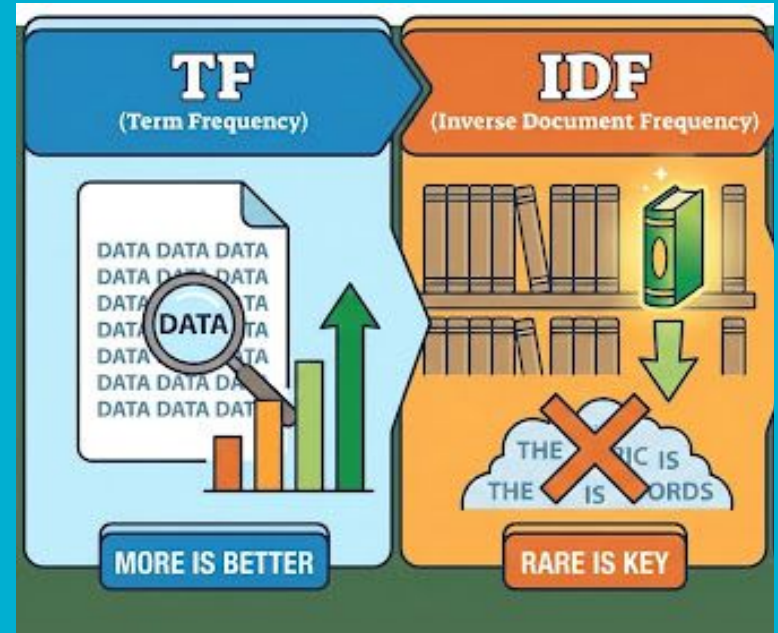 TF
(Term Frequency)
DATA DATA DATA
DATA DATA
DATA
DATA DATA
DATA
DATA DATA
DATA DATA
MORE IS BETTER
IDF
(Inverse Document Frequency)
THE IS
THE IS
RARE IS KEY